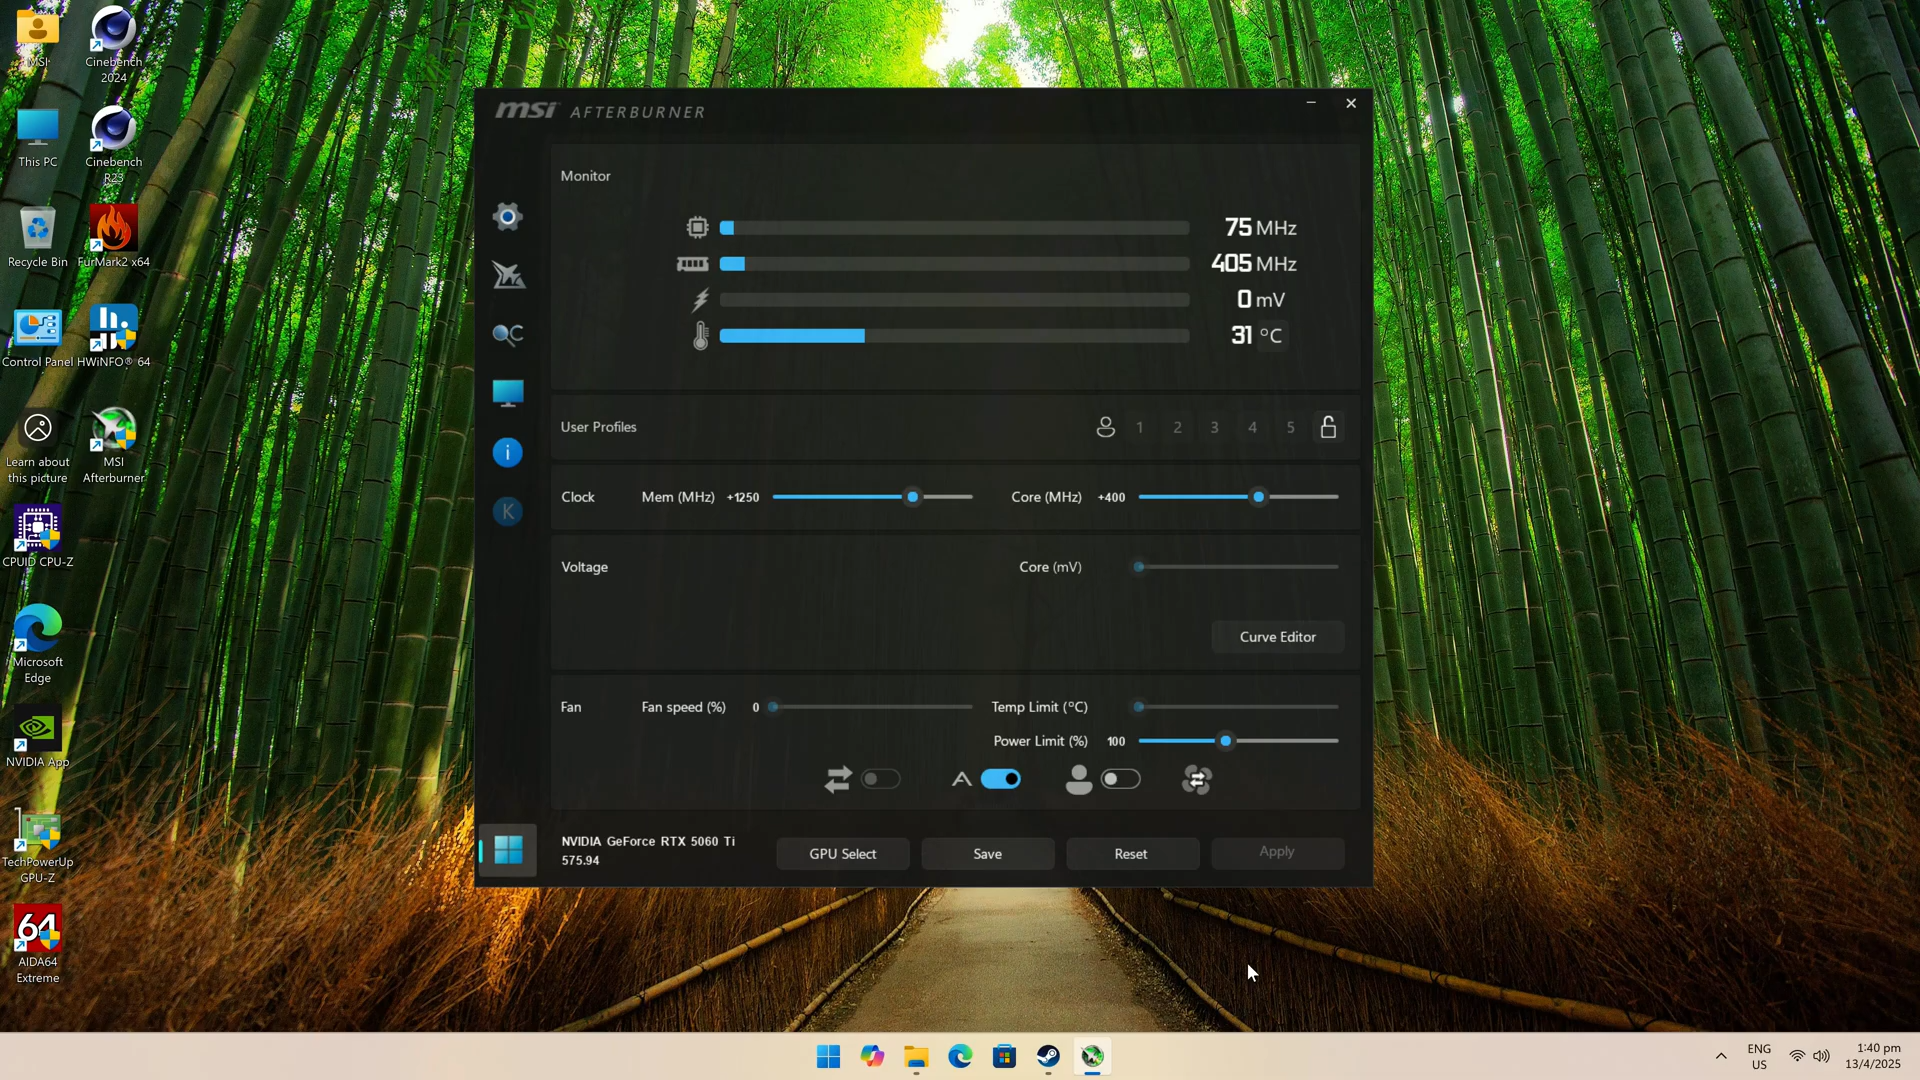 MSI
Cinebench
2024
This PC
Cinebench
R23
Recycle Bin
FurMark2 x64
Control Panel
HWiNFO® 64
Learn about
this picture
MSI
Afterburner
CPUID CPU-Z
Microsoft
Edge
NVIDIA App
TechPowerUp
GPU-Z
64
AIDA64
Extreme
msi AFTERBURNER
Monitor
75 MHz
405 MHz
0 mV
31 °C
User Profiles
1 2 3 4 5
Clock
Mem (MHz) +1250
Core (MHz) +400
Voltage
Core (mV)
Curve Editor
Fan
Fan speed (%) 0
Temp Limit (°C)
Power Limit (%) 100
A
C
i
K
NVIDIA GeForce RTX 5060 Ti
575.94
GPU Select
Save
Reset
Apply
ENG
US
1:40 pm
13/4/2025